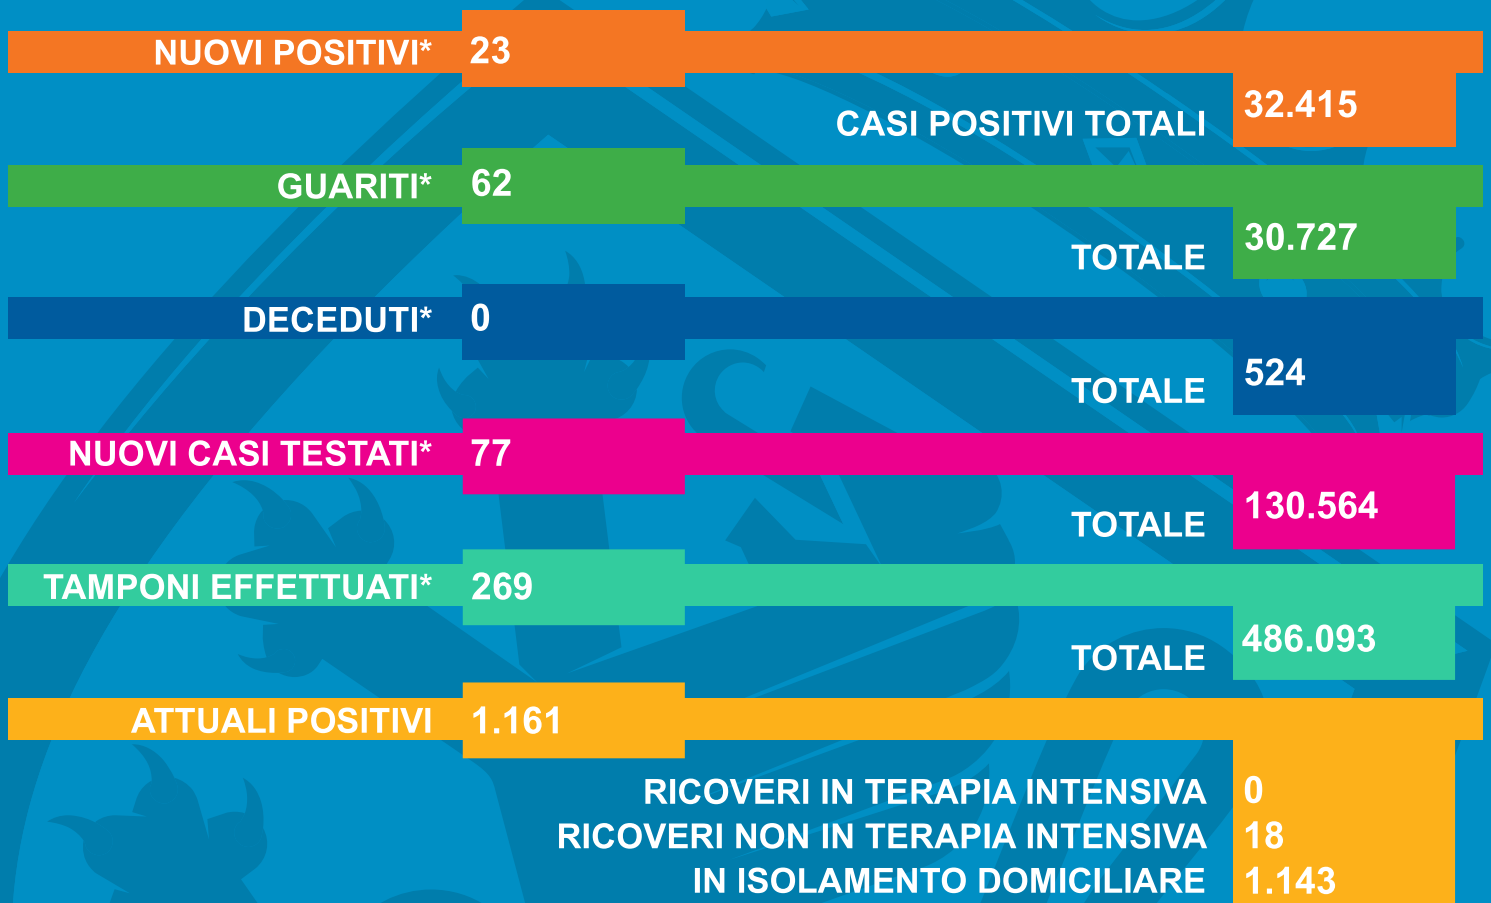 NUOVI POSITIVI* 23
CASI POSITIVI TOTALI 32.415
GUARITI* 62
TOTALE 30.727
DECEDUTI* 0
TOTALE 524
NUOVI CASI TESTATI* 77
TOTALE 130.564
TAMPONI EFFETTUATI* 269
TOTALE 486.093
ATTUALI POSITIVI 1.161
RICOVERI IN TERAPIA INTENSIVA 0
RICOVERI NON IN TERAPIA INTENSIVA 18
IN ISOLAMENTO DOMICILIARE 1.143